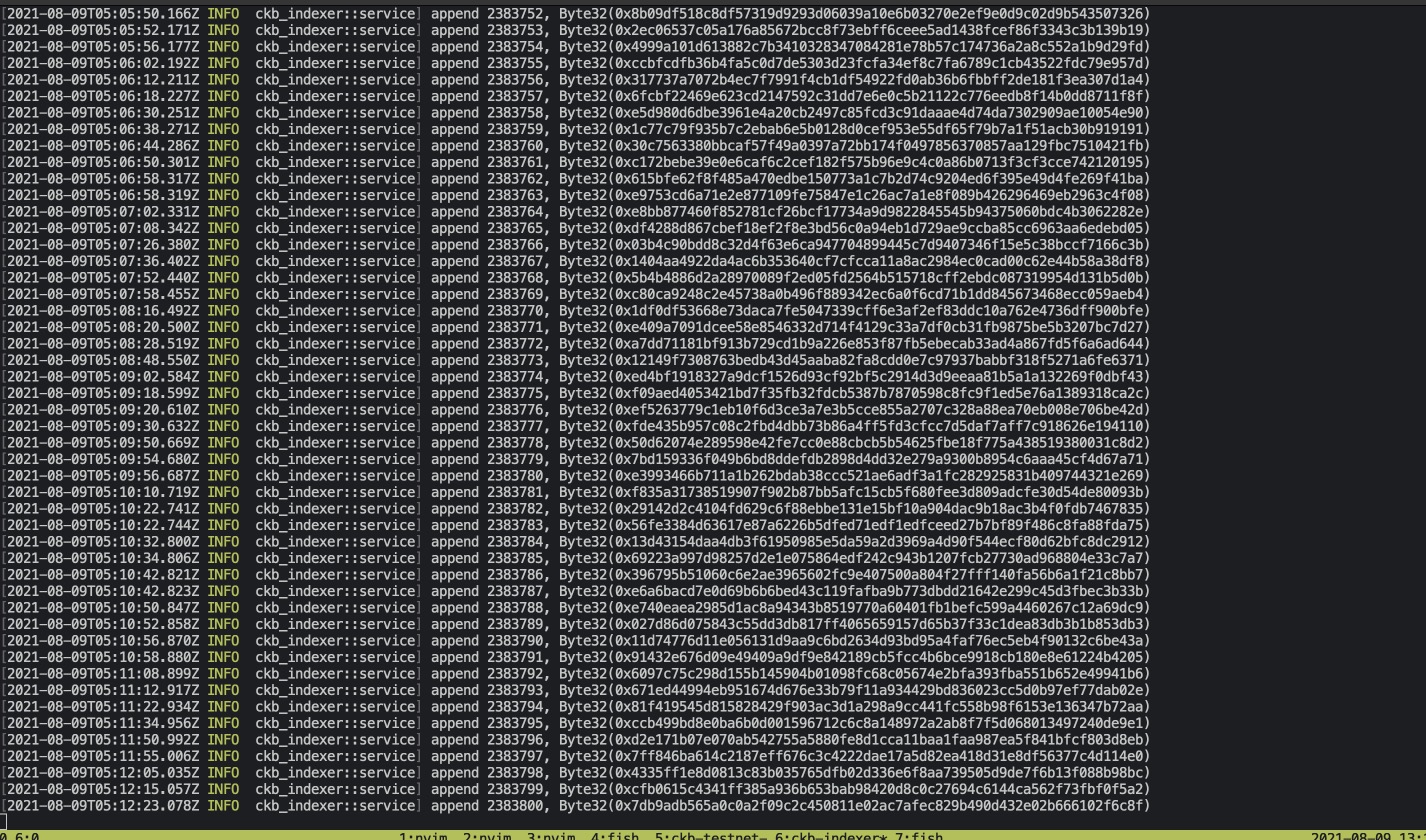 [2021-08-09T05:05:50.166Z INFO  ckb_indexer::service] append 2383752, Byte32(0x8b09df518c8df57319d9293d06039a10e6b03270e2ef9e0d9c02d9b543507326)
[2021-08-09T05:05:52.171Z INFO  ckb_indexer::service] append 2383753, Byte32(0x2ec06537c05a176a85672bcc8f73ebff6ceee5ad1438fcef86f3343c3b139b19)
[2021-08-09T05:05:56.177Z INFO  ckb_indexer::service] append 2383754, Byte32(0x4999a101d613882c7b3410328347084281e78b57c174736a2a8c552a1b9d29fd)
[2021-08-09T05:06:02.192Z INFO  ckb_indexer::service] append 2383755, Byte32(0xccbfcdfb36b4fa5c0d7de5303d23fcfa34ef8c7fa6789c1cb43522fdc79e957d)
[2021-08-09T05:06:12.211Z INFO  ckb_indexer::service] append 2383756, Byte32(0x317737a7072b4ec7f7991f4cb1df54922fd0ab36b6fbbff2de181f3ea307d1a4)
[2021-08-09T05:06:18.227Z INFO  ckb_indexer::service] append 2383757, Byte32(0x6fcbf22469e623cd2147592c31dd7e6e0c5b21122c776eedb8f14b0dd8711f8f)
[2021-08-09T05:06:30.251Z INFO  ckb_indexer::service] append 2383758, Byte32(0xe5d980d6dbe3961e4a20cb2497c85fcd3c91daaae4d74da7302909ae10054e90)
[2021-08-09T05:06:38.271Z INFO  ckb_indexer::service] append 2383759, Byte32(0x1c77c79f935b7c2ebab6e5b0128d0cef953e55df65f79b7a1f51acb30b919191)
[2021-08-09T05:06:44.286Z INFO  ckb_indexer::service] append 2383760, Byte32(0x30c7563380bbcaf57f49a0397a72bb174f0497856370857aa129fbc7510421fb)
[2021-08-09T05:06:50.301Z INFO  ckb_indexer::service] append 2383761, Byte32(0xc172bebe39e0e6caf6c2cef182f575b96e9c4c0a86b0713f3cf3cce742120195)
[2021-08-09T05:06:58.317Z INFO  ckb_indexer::service] append 2383762, Byte32(0x615bfe62f8f485a470edbe150773a1c7b2d74c9204ed6f395e49d4fe269f41ba)
[2021-08-09T05:06:58.319Z INFO  ckb_indexer::service] append 2383763, Byte32(0xe9753cd6a71e2e877109fe75847e1c26ac7a1e8f089b426296469eb2963c4f08)
[2021-08-09T05:07:02.331Z INFO  ckb_indexer::service] append 2383764, Byte32(0xe8bb877460f852781cf26bcf17734a9d9822845545b94375060bdc4b3062282e)
[2021-08-09T05:07:08.342Z INFO  ckb_indexer::service] append 2383765, Byte32(0xdf4288d867cbef18ef2f8e3bd56c0a94eb1d729ae9ccba85cc6963aa6edebd05)
[2021-08-09T05:07:26.380Z INFO  ckb_indexer::service] append 2383766, Byte32(0x03b4c90bdd8c32d4f63e6ca947704899445c7d9407346f15e5c38bccf7166c3b)
[2021-08-09T05:07:36.402Z INFO  ckb_indexer::service] append 2383767, Byte32(0x1404aa4922da4ac6b353640cf7cfcca11a8ac2984ec0cad00c62e44b58a38df8)
[2021-08-09T05:07:52.440Z INFO  ckb_indexer::service] append 2383768, Byte32(0x5b4b4886d2a28970089f2ed05fd2564b515718cff2ebdc087319954d131b5d0b)
[2021-08-09T05:07:58.455Z INFO  ckb_indexer::service] append 2383769, Byte32(0xc80ca9248c2e45738a0b496f889342ec6a0f6cd71b1dd845673468ecc059aeb4)
[2021-08-09T05:08:16.492Z INFO  ckb_indexer::service] append 2383770, Byte32(0x1df0df53668e73daca7fe5047339cff6e3af2ef83ddc10a762e4736dff900bfe)
[2021-08-09T05:08:20.500Z INFO  ckb_indexer::service] append 2383771, Byte32(0xe409a7091dcee58e8546332d714f4129c33a7df0cb31fb9875be5b3207bc7d27)
[2021-08-09T05:08:28.519Z INFO  ckb_indexer::service] append 2383772, Byte32(0xa7dd71181bf913b729cd1b9a226e853f87fb5ebecab33ad4a867fd5f6a6ad644)
[2021-08-09T05:08:48.550Z INFO  ckb_indexer::service] append 2383773, Byte32(0x12149f7308763bedb43d45aaba82fa8cdd0e7c97937babbf318f5271a6fe6371)
[2021-08-09T05:09:02.584Z INFO  ckb_indexer::service] append 2383774, Byte32(0xed4bf1918327a9dcf1526d93cf92bf5c2914d3d9eeaa81b5a1a132269f0dbf43)
[2021-08-09T05:09:18.599Z INFO  ckb_indexer::service] append 2383775, Byte32(0xf09aed4053421bd7f35fb32fdcb5387b7870598c8fc9f1ed5e76a1389318ca2c)
[2021-08-09T05:09:20.610Z INFO  ckb_indexer::service] append 2383776, Byte32(0xef5263779c1eb10f6d3ce3a7e3b5cce855a2707c328a88ea70eb008e706be42d)
[2021-08-09T05:09:30.632Z INFO  ckb_indexer::service] append 2383777, Byte32(0xfde435b957c08c2fbd4dbb73b86a4ff5fd3cfcc7d5daf7aff7c918626e194110)
[2021-08-09T05:09:50.669Z INFO  ckb_indexer::service] append 2383778, Byte32(0x50d62074e289598e42fe7cc0e88cbcb5b54625fbe18f775a438519380031c8d2)
[2021-08-09T05:09:54.680Z INFO  ckb_indexer::service] append 2383779, Byte32(0x7bd159336f049b6bd8ddefdb2898d4dd32e279a9300b8954c6aaa45cf4d67a71)
[2021-08-09T05:09:56.687Z INFO  ckb_indexer::service] append 2383780, Byte32(0xe3993466b711a1b262bdab38ccc521ae6adf3a1fc282925831b409744321e269)
[2021-08-09T05:10:10.719Z INFO  ckb_indexer::service] append 2383781, Byte32(0xf835a31738519907f902b87bb5afc15cb5f680fee3d809adcfe30d54de80093b)
[2021-08-09T05:10:22.741Z INFO  ckb_indexer::service] append 2383782, Byte32(0x29142d2c4104fd629c6f88ebbe131e15bf10a904dac9b18ac3b4f0fdb7467835)
[2021-08-09T05:10:22.744Z INFO  ckb_indexer::service] append 2383783, Byte32(0x56fe3384d63617e87a6226b5dfed71edf1edfceed27b7bf89f486c8fa88fda75)
[2021-08-09T05:10:32.800Z INFO  ckb_indexer::service] append 2383784, Byte32(0x13d43154daa4db3f61950985e5da59a2d3969a4d90f544ecf80d62bfc8dc2912)
[2021-08-09T05:10:34.806Z INFO  ckb_indexer::service] append 2383785, Byte32(0x69223a997d98257d2e1e075864edf242c943b1207fcb27730ad968804e33c7a7)
[2021-08-09T05:10:42.821Z INFO  ckb_indexer::service] append 2383786, Byte32(0x396795b51060c6e2ae3965602fc9e407500a804f27fff140fa56b6a1f21c8bb7)
[2021-08-09T05:10:42.823Z INFO  ckb_indexer::service] append 2383787, Byte32(0xe6a6bacd7e0d69b6b6bed43c119fafba9b773dbdd21642e299c45d3fbec3b33b)
[2021-08-09T05:10:50.847Z INFO  ckb_indexer::service] append 2383788, Byte32(0xe740eaea2985d1ac8a94343b8519770a60401fb1befc599a4460267c12a69dc9)
[2021-08-09T05:10:52.858Z INFO  ckb_indexer::service] append 2383789, Byte32(0x027d86d075843c55dd3db817ff4065659157d65b37f33c1dea83db3b1b853db3)
[2021-08-09T05:10:56.870Z INFO  ckb_indexer::service] append 2383790, Byte32(0x11d74776d11e056131d9aa9c6bd2634d93bd95a4faf76ec5eb4f90132c6be43a)
[2021-08-09T05:10:58.880Z INFO  ckb_indexer::service] append 2383791, Byte32(0x91432e676d09e49409a9df9e842189cb5fcc4b6bce9918cb180e8e61224b4205)
[2021-08-09T05:11:08.899Z INFO  ckb_indexer::service] append 2383792, Byte32(0x6097c75c298d155b145904b01098fc68c05674e2bfa393fba551b652e49941b6)
[2021-08-09T05:11:12.917Z INFO  ckb_indexer::service] append 2383793, Byte32(0x671ed44994eb951674d676e33b79f11a934429bd836023cc5d0b97ef77dab02e)
[2021-08-09T05:11:22.934Z INFO  ckb_indexer::service] append 2383794, Byte32(0x81f419545d815828429f903ac3d1a298a9cc441fc558b98f6153e136347b72aa)
[2021-08-09T05:11:34.956Z INFO  ckb_indexer::service] append 2383795, Byte32(0xccb499bd8e0ba6b0d001596712c6c8a148972a2ab8f7f5d068013497240de9e1)
[2021-08-09T05:11:50.992Z INFO  ckb_indexer::service] append 2383796, Byte32(0xd2e171b07e070ab542755a5880fe8d1cca11baa1faa987ea5f841bfcf803d8eb)
[2021-08-09T05:11:55.006Z INFO  ckb_indexer::service] append 2383797, Byte32(0x7ff846ba614c2187eff676c3c4222dae17a5d82ea418d31e8df56377c4d114e0)
[2021-08-09T05:12:05.035Z INFO  ckb_indexer::service] append 2383798, Byte32(0x4335ff1e8d0813c83b035765dfb02d336e6f8aa739505d9de7f6b13f088b98bc)
[2021-08-09T05:12:15.057Z INFO  ckb_indexer::service] append 2383799, Byte32(0xcfb0615c4341ff385a936b653bab98420d8c0c27694c6144ca562f73fbf0f5a2)
[2021-08-09T05:12:23.078Z INFO  ckb_indexer::service] append 2383800, Byte32(0x7db9adb565a0c0a2f09c2c450811e02ac7afec829b490d432e02b666102f6c8f)
0 6:0 1:nvim 2:nvim 3:nvim 4:fish 5:ckb-testnet- 6:ckb-indexer* 7:fish 2021-08-09 13: